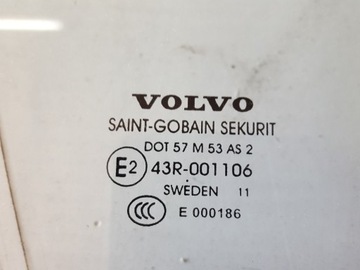 VOLVO
SAINT-GOBAIN SEKURIT
DOT 57 M 53 AS 2
E2 43R-001106
SWEDEN 11
CCC E 000186